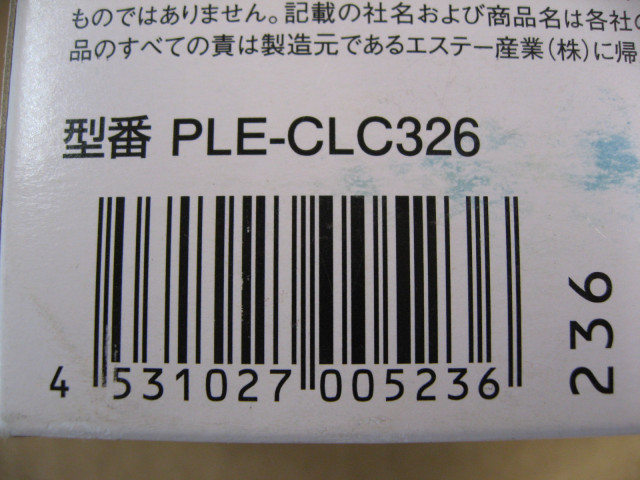 ものではありません。記載の社名および商品名は各社の
品のすべての責は製造元であるエステー産業(株)に帰
型番 PLE-CLC326
4 531027 005236
236